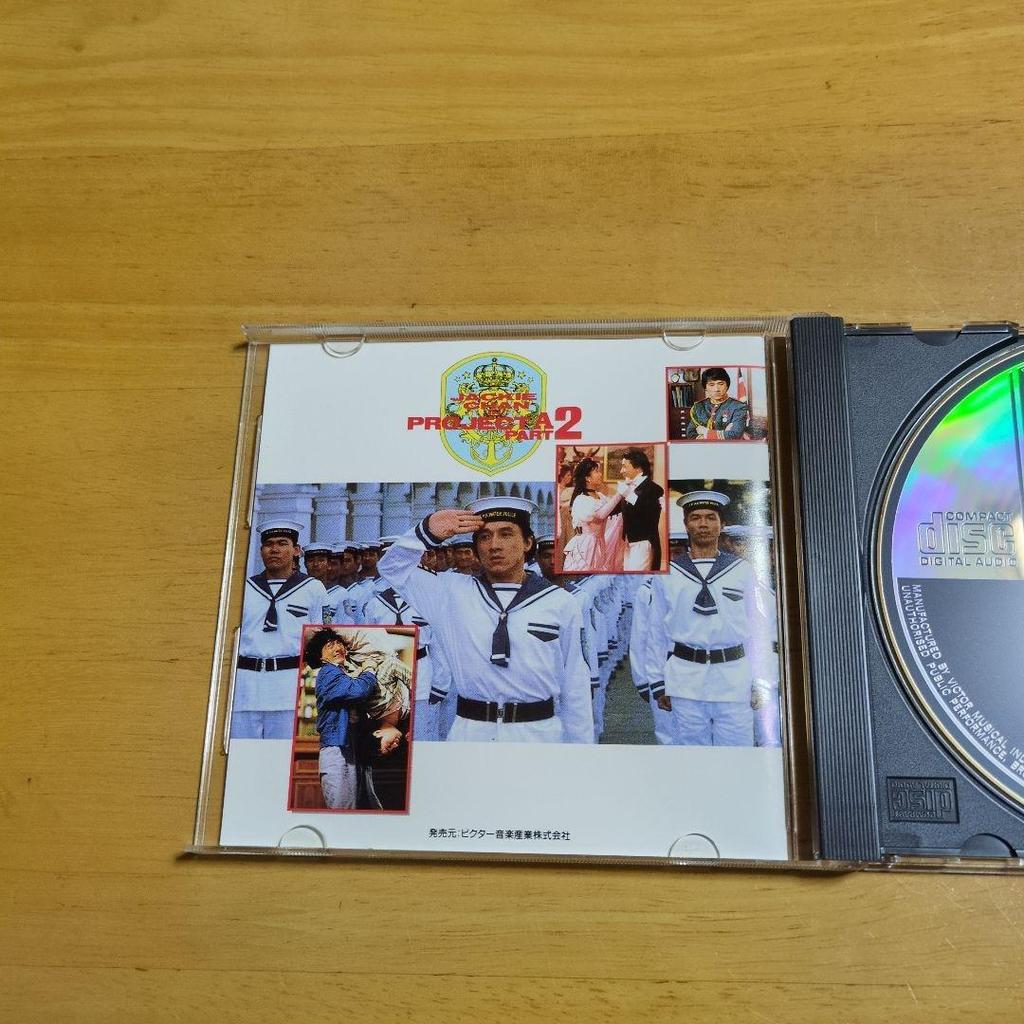 JACKIE
CHAN
IN
PROJECT A
PART 2
発売元:ビクター音楽産業株式会社
COMPACT
disc
DIGITAL AUDIO
MANUFACTURED BY VICTOR MUSICAL
UNAUTHORISED PUBLIC PERFORMANCE,